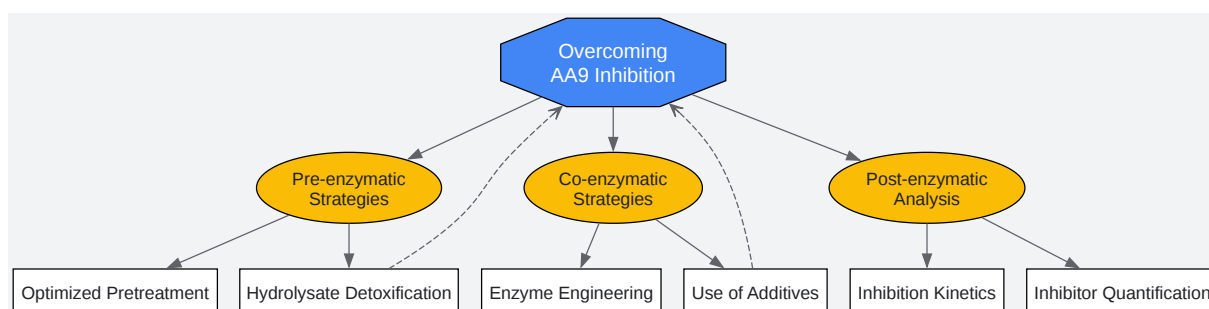 Overcoming
AA9 Inhibition
Pre-enzymatic
Strategies
Co-enzymatic
Strategies
Post-enzymatic
Analysis
Optimized Pretreatment
Hydrolysate Detoxification
Enzyme Engineering
Use of Additives
Inhibition Kinetics
Inhibitor Quantification